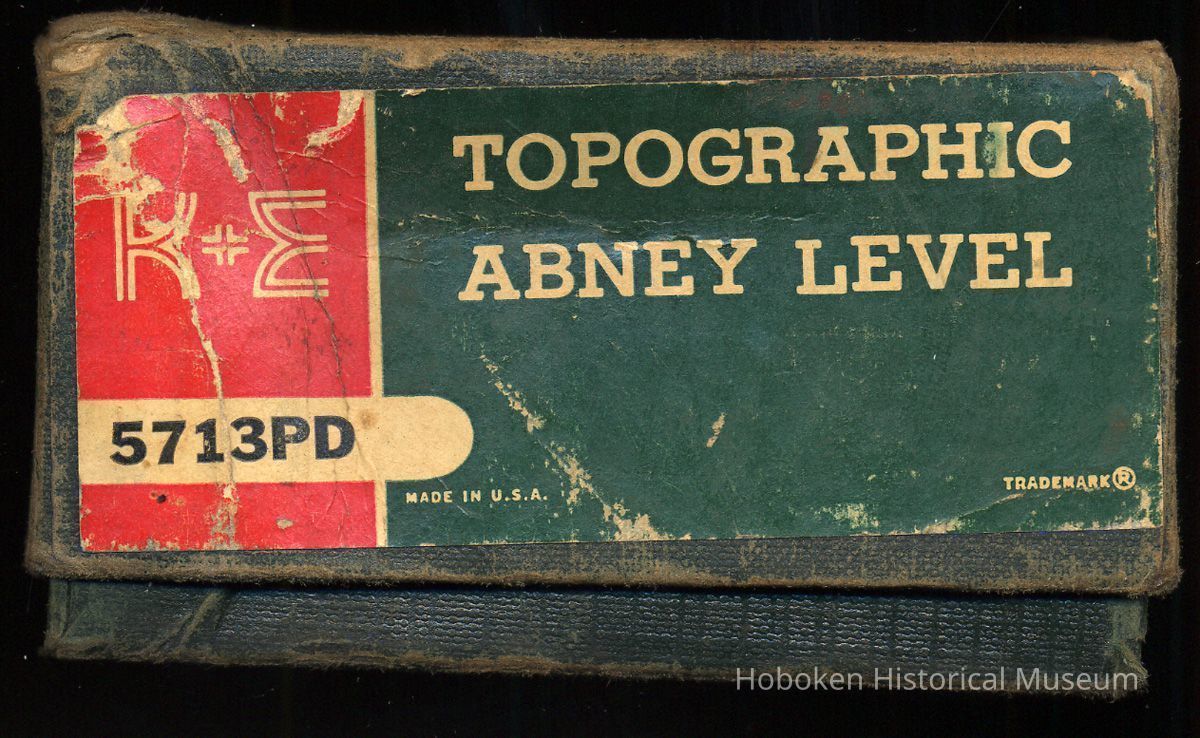 TOPOGRAPHIC
ABNEY LEVEL
K+M
5713PD
MADE IN U.S.A.
TRADEMARK®
Hoboken Historical Museum